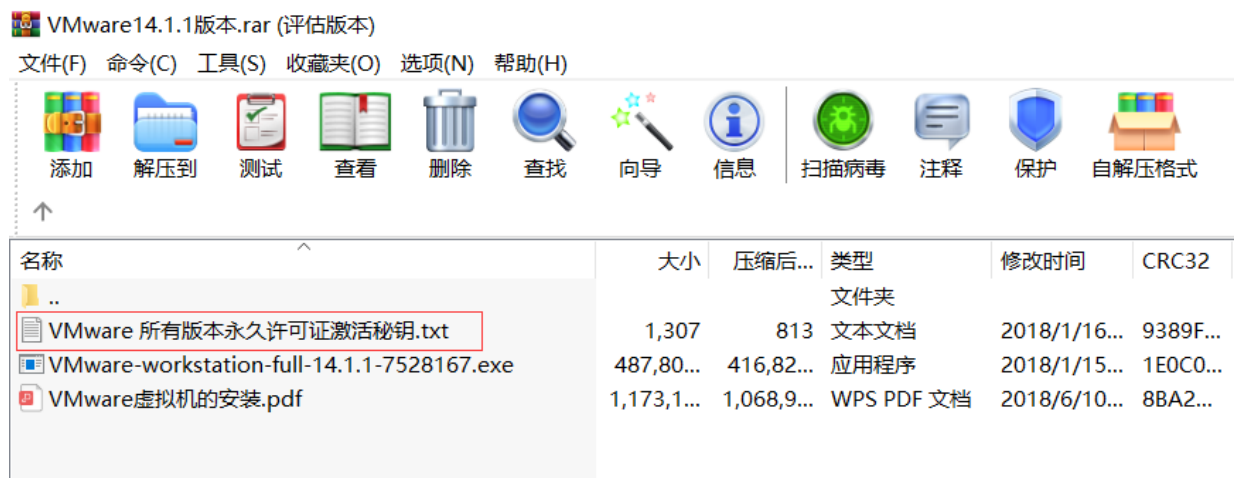 VMware14.1.1版本.rar (评估版本)
文件(F) 命令(C) 工具(S) 收藏夹(O) 选项(N) 帮助(H)
添加 解压到 测试 查看 删除 查找 向导 信息 扫描病毒 注释 保护 自解压格式
名称 大小 压缩后... 类型 修改时间 CRC32
.. 文件夹
VMware 所有版本永久许可证激活秘钥.txt 1,307 813 文本文档 2018/1/16... 9389F...
VMware-workstation-full-14.1.1-7528167.exe 487,80... 416,82... 应用程序 2018/1/15... 1E0C0...
VMware虚拟机的安装.pdf 1,173,1... 1,068,9... WPS PDF 文档 2018/6/10... 8BA2...